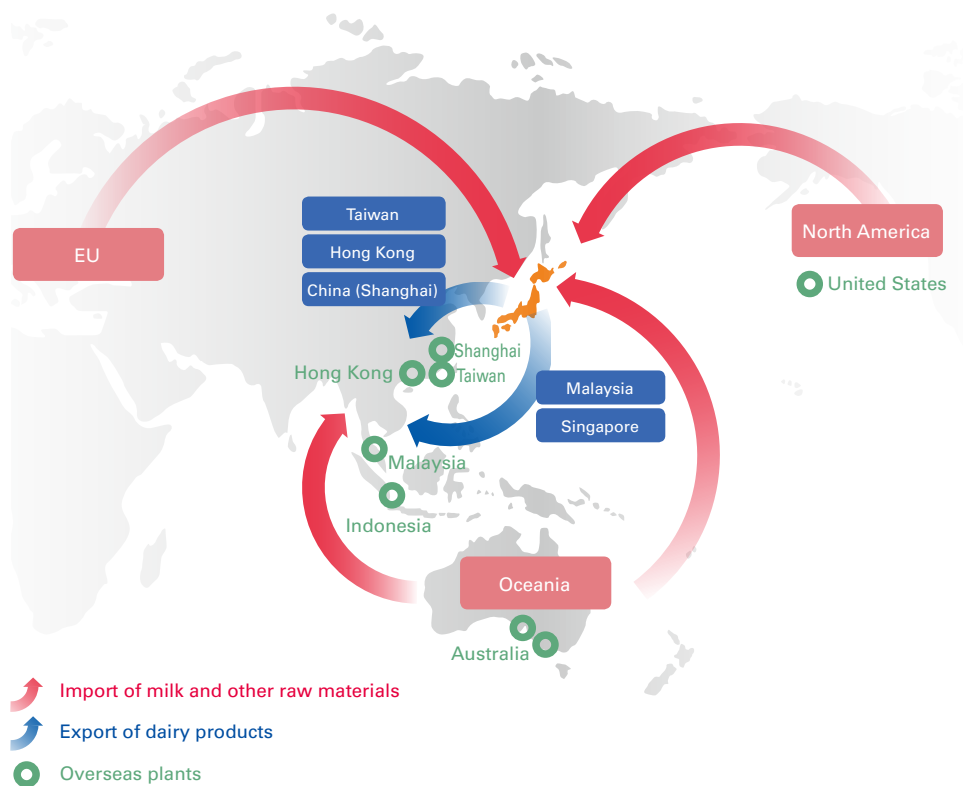 Taiwan
Hong Kong
China (Shanghai)
EU
North America
United States
Shanghai
Hong Kong
Taiwan
Malaysia
Singapore
Malaysia
Indonesia
Oceania
Australia
Import of milk and other raw materials
Export of dairy products
Overseas plants